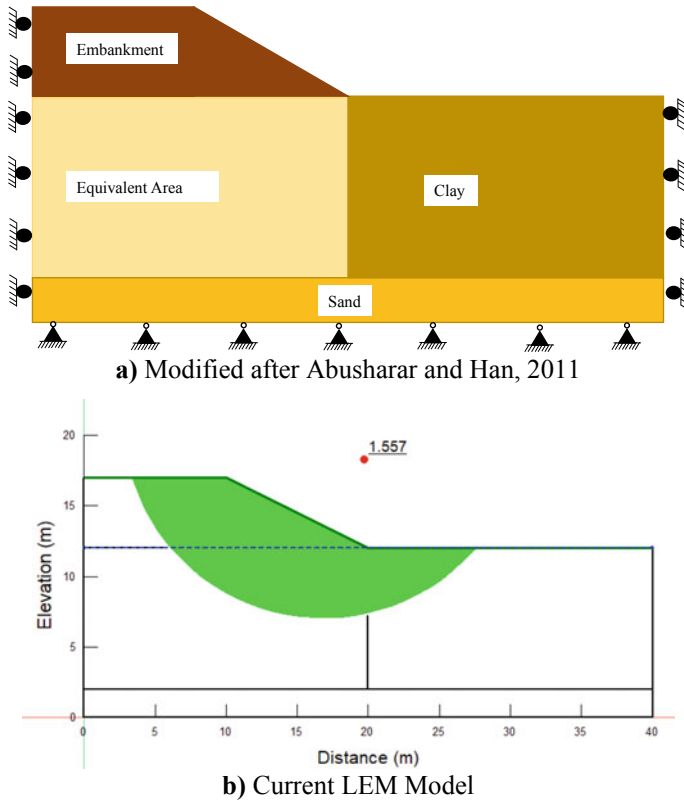 Embankment
Equivalent Area
Clay
Sand
a) Modified after Abusharar and Han, 2011
1.557
20
15
10
5
0
Elevation (m)
0 5 10 15 20 25 30 35 40
Distance (m)
b) Current LEM Model